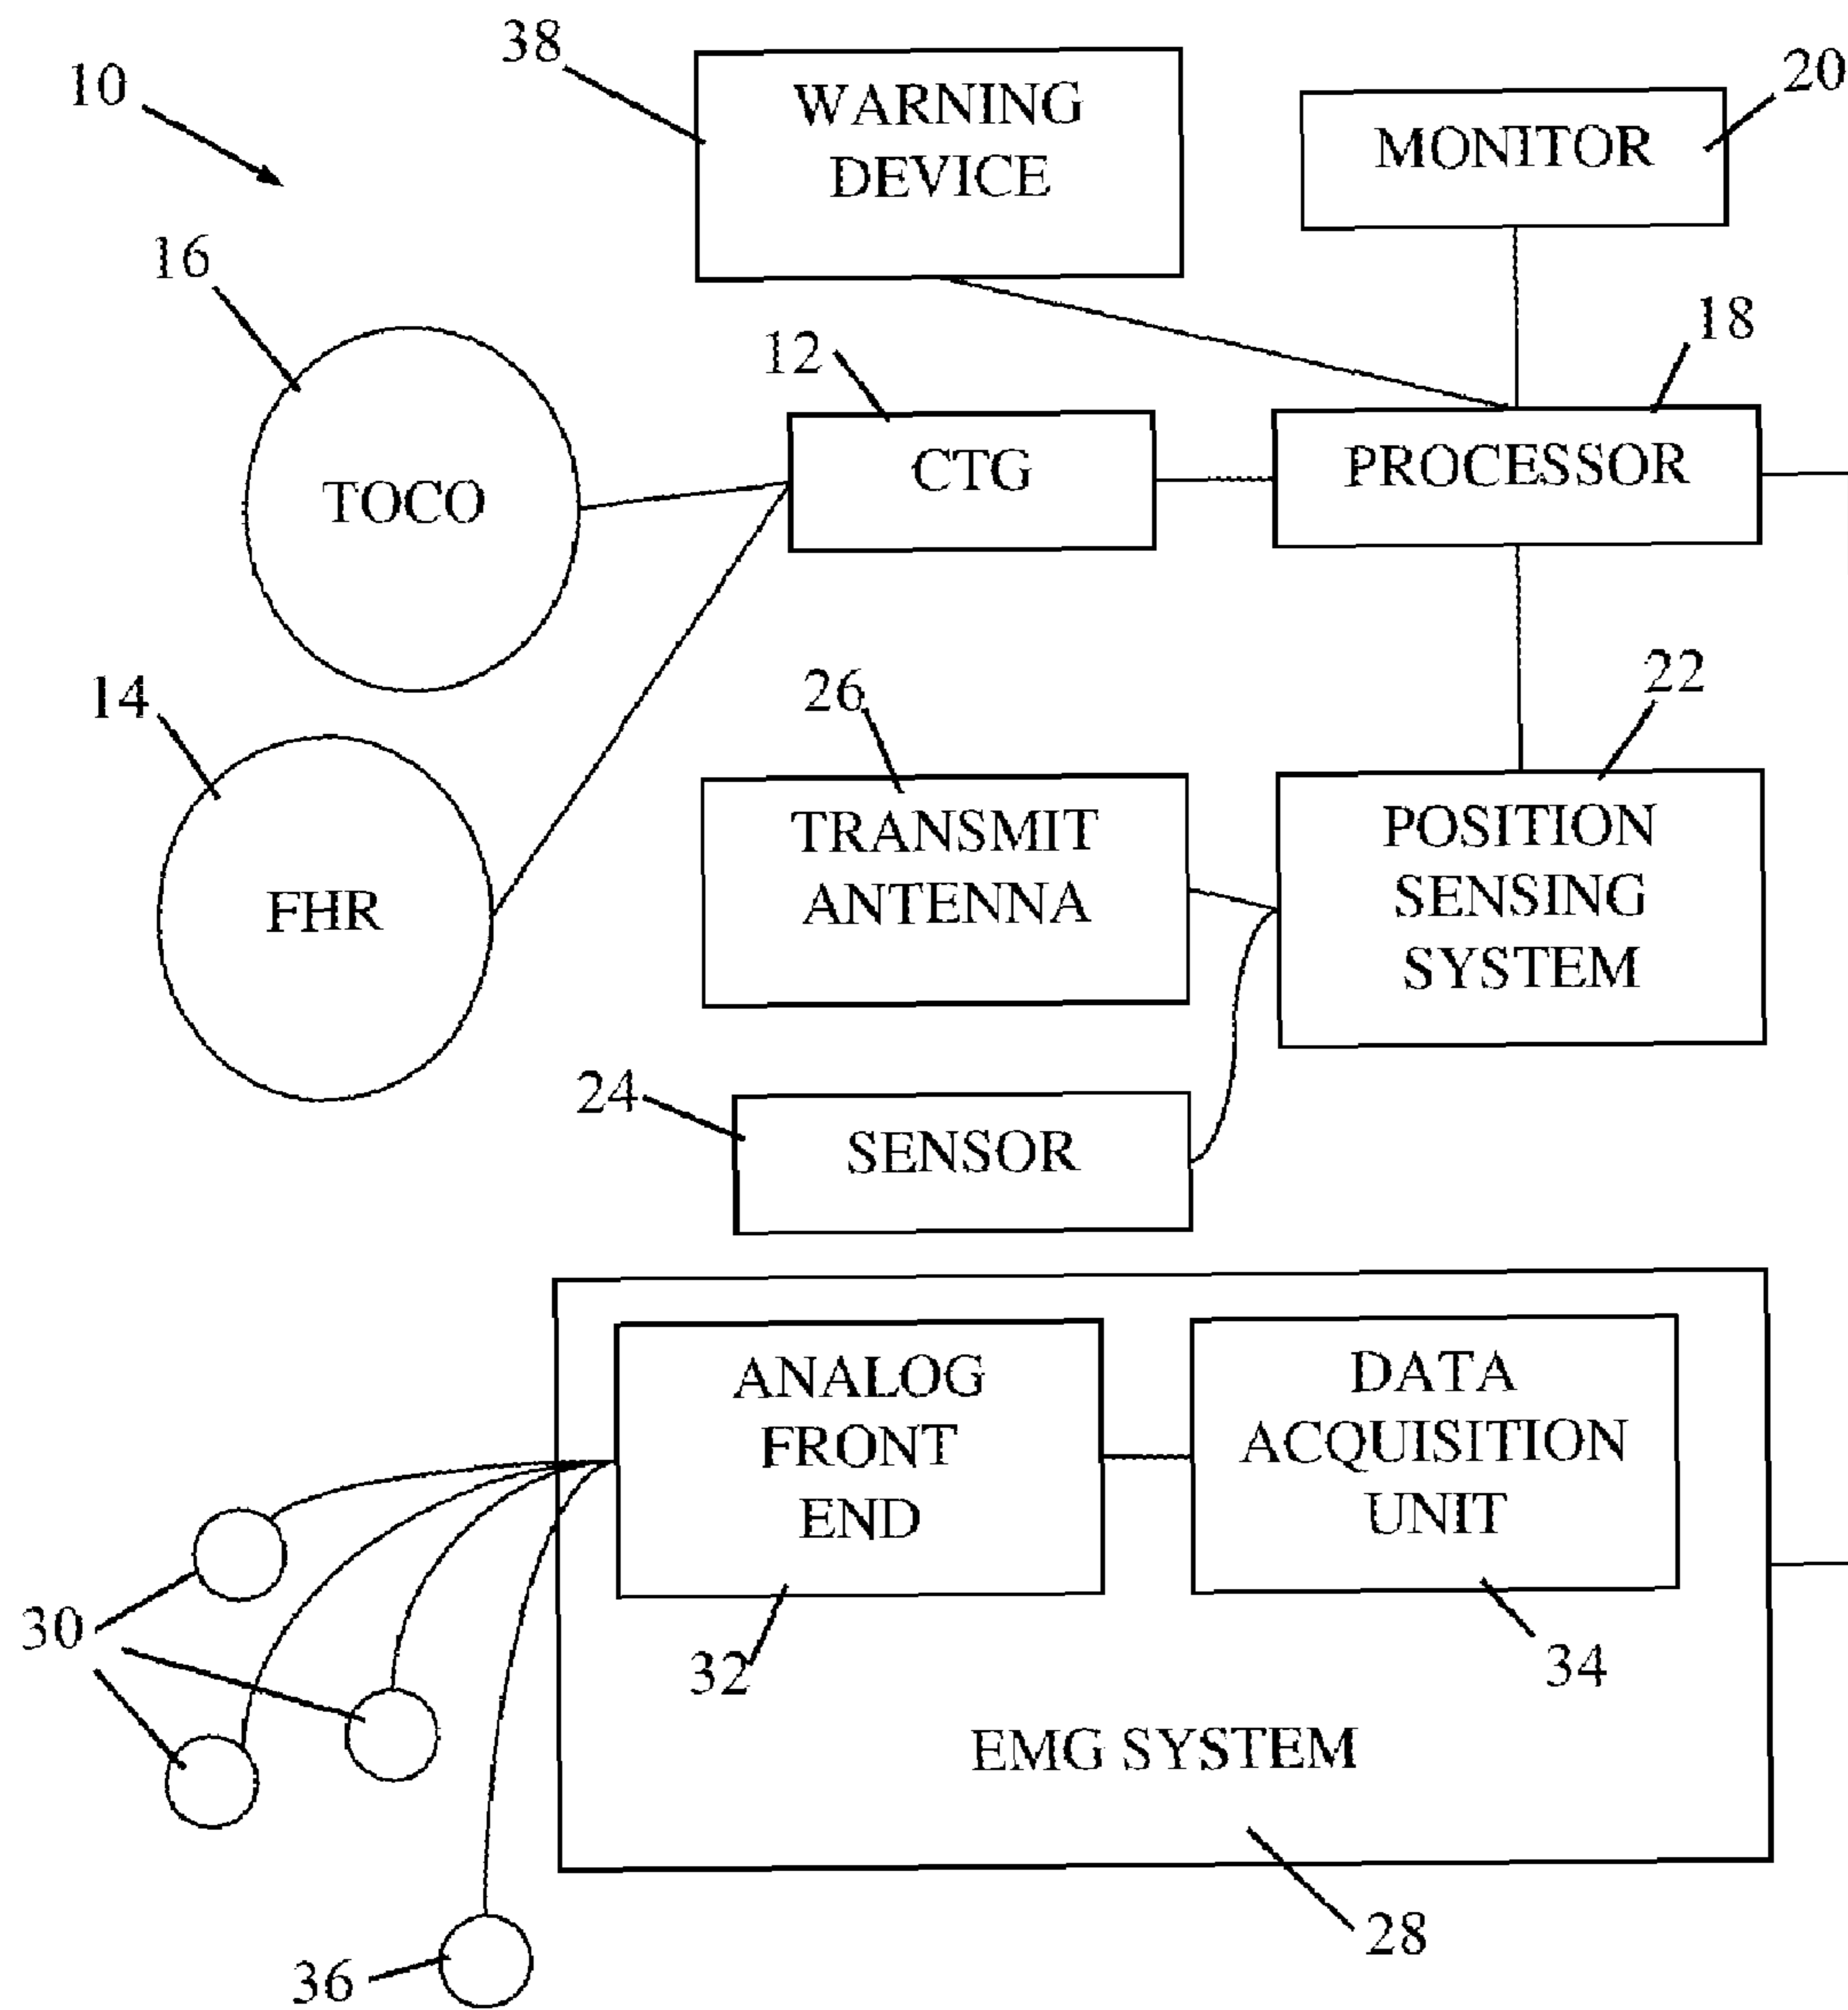 38
WARNING
DEVICE
20
MONITOR
10
16
12
18
TOCO
CTG
PROCESSOR
14
26
22
FHR
TRANSMIT
ANTENNA
POSITION
SENSING
SYSTEM
24
SENSOR
ANALOG
FRONT
END
DATA
ACQUISITION
UNIT
30
32
34
EMG SYSTEM
36
28